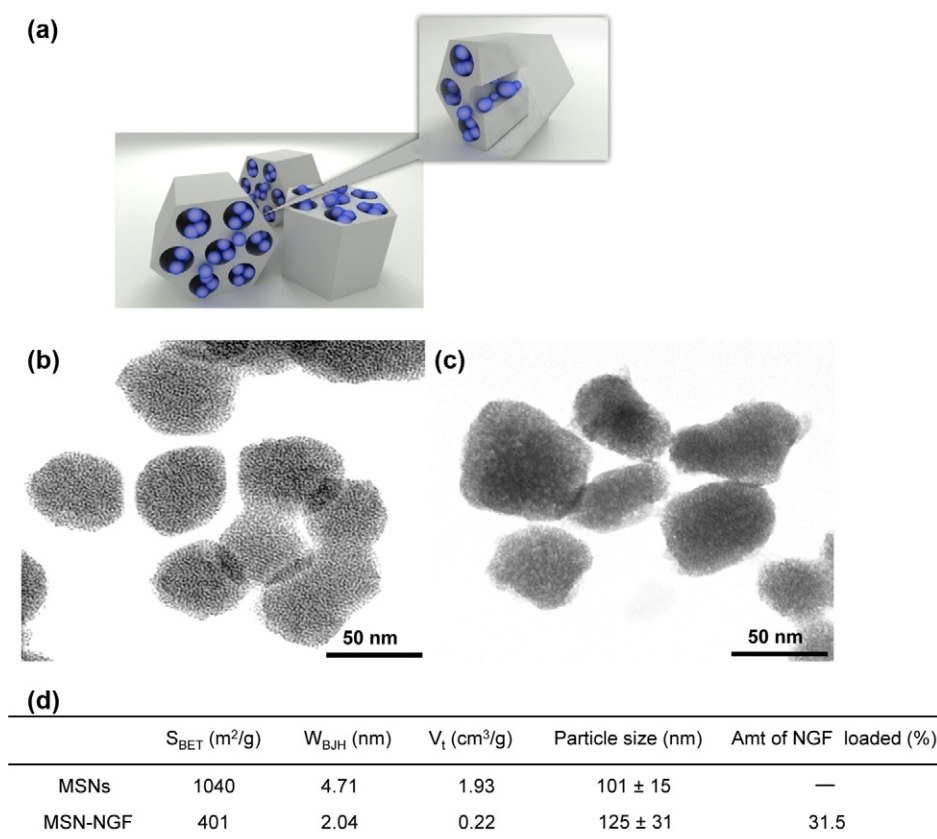 (a)
(b)
(c)
50 nm
50 nm
(d)
S_BET (m²/g) W_BJH (nm) V_t (cm³/g) Particle size (nm) Amt of NGF loaded (%)
MSNs 1040 4.71 1.93 101 ± 15 —
MSN-NGF 401 2.04 0.22 125 ± 31 31.5